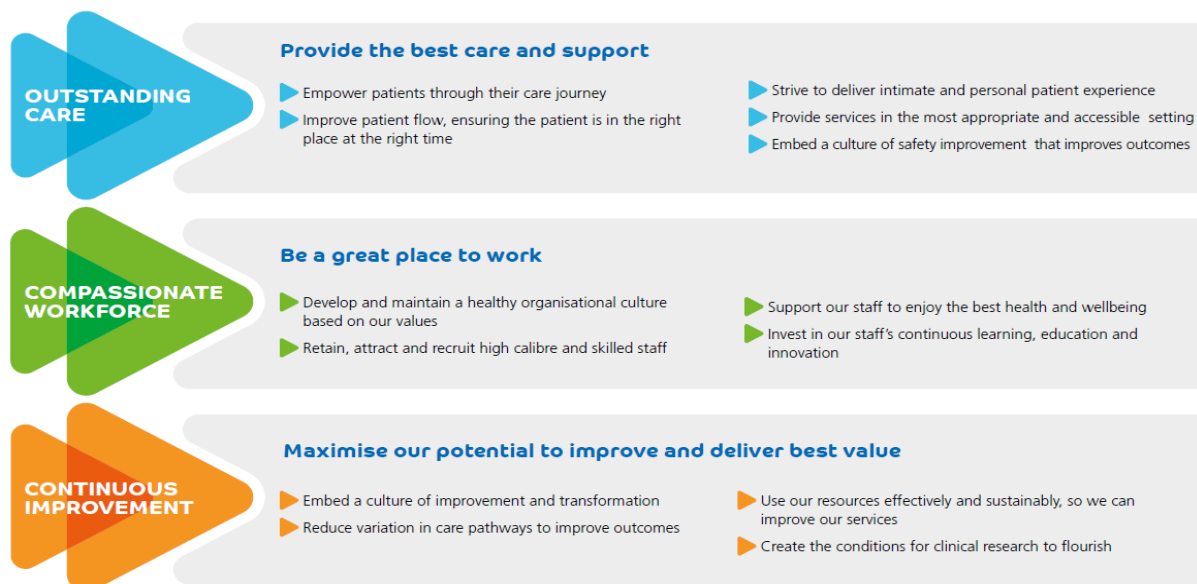 OUTSTANDING
CARE
Provide the best care and support
Empower patients through their care journey
Improve patient flow, ensuring the patient is in the right
place at the right time
Strive to deliver intimate and personal patient experience
Provide services in the most appropriate and accessible setting
Embed a culture of safety improvement that improves outcomes
COMPASSIONATE
WORKFORCE
Be a great place to work
Develop and maintain a healthy organisational culture
based on our values
Retain, attract and recruit high calibre and skilled staff
Support our staff to enjoy the best health and wellbeing
Invest in our staff's continuous learning, education and
innovation
CONTINUOUS
IMPROVEMENT
Maximise our potential to improve and deliver best value
Embed a culture of improvement and transformation
Reduce variation in care pathways to improve outcomes
Use our resources effectively and sustainably, so we can
improve our services
Create the conditions for clinical research to flourish